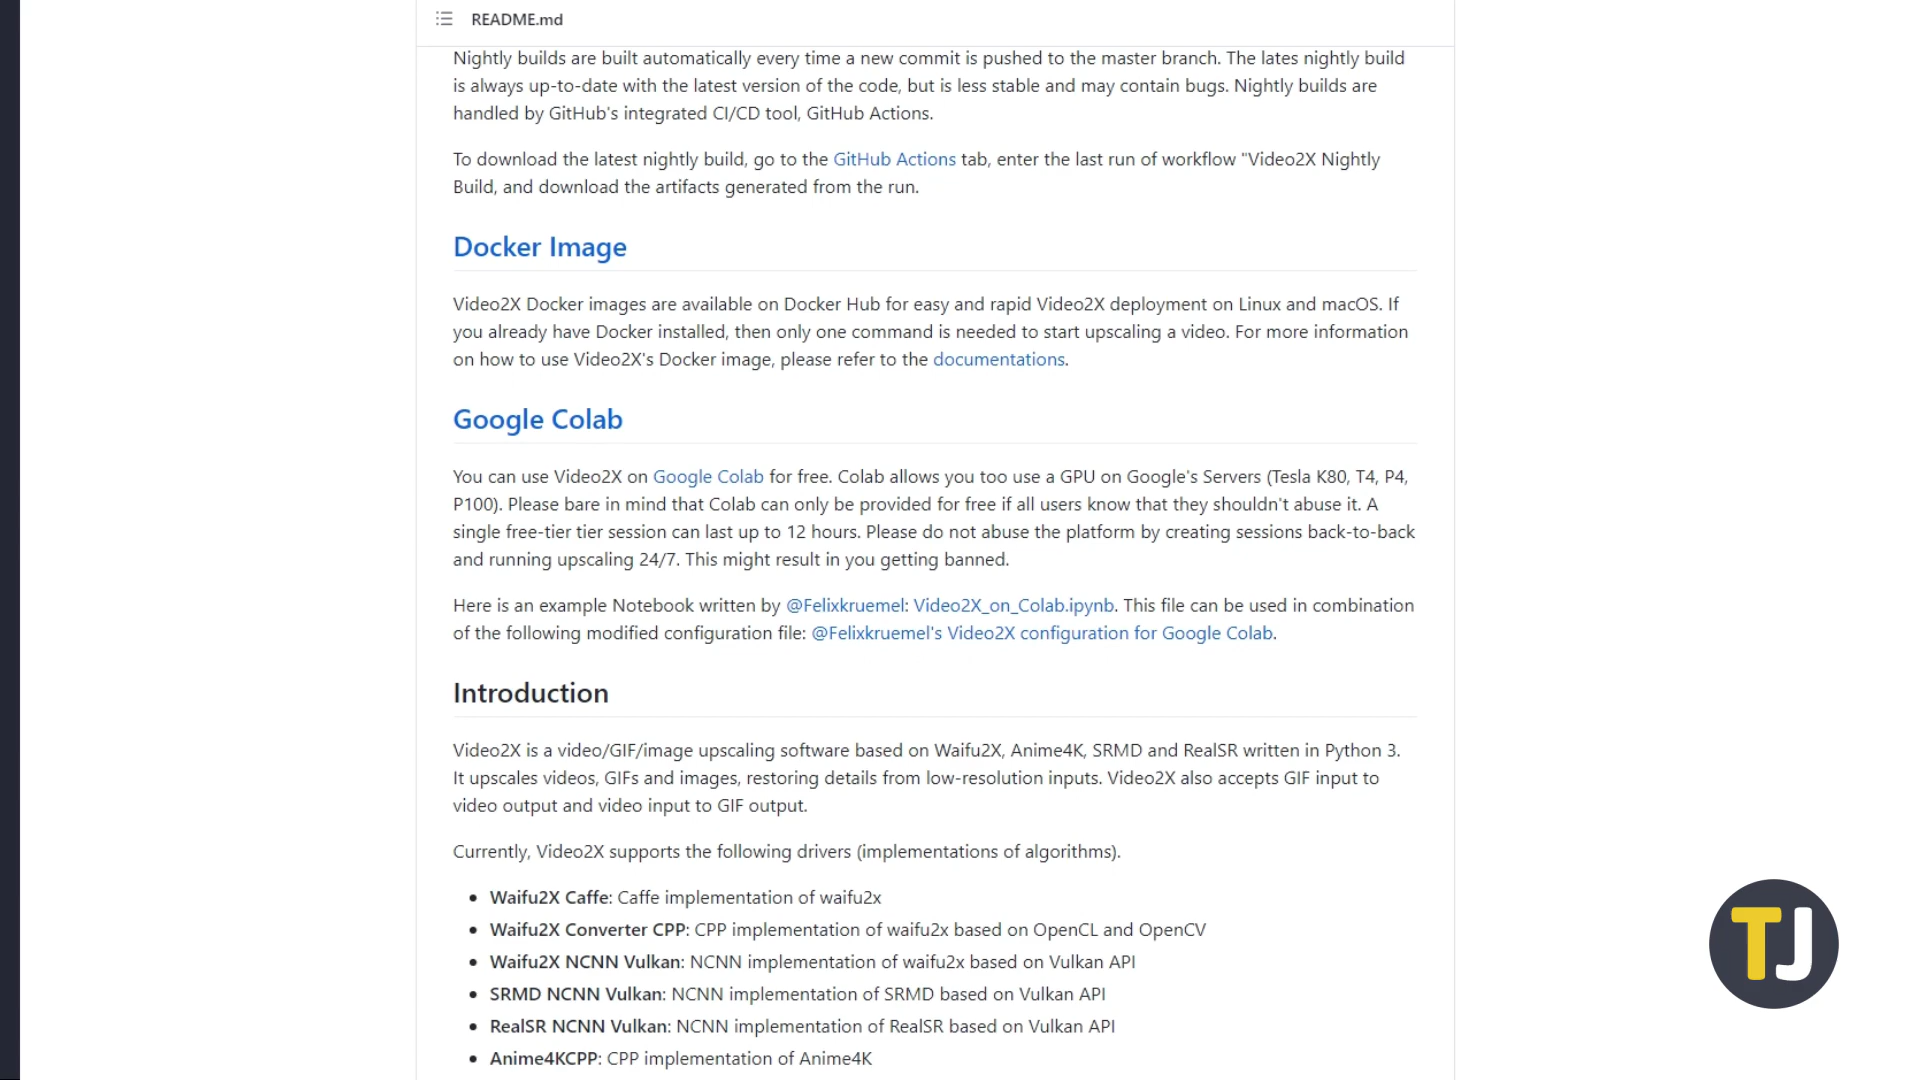 README.md
Nightly builds are built automatically every time a new commit is pushed to the master branch. The lates nightly build
is always up-to-date with the latest version of the code, but is less stable and may contain bugs. Nightly builds are
handled by GitHub's integrated CI/CD tool, GitHub Actions.
To download the latest nightly build, go to the GitHub Actions tab, enter the last run of workflow "Video2X Nightly
Build, and download the artifacts generated from the run.
Docker Image
Video2X Docker images are available on Docker Hub for easy and rapid Video2X deployment on Linux and macOS. If
you already have Docker installed, then only one command is needed to start upscaling a video. For more information
on how to use Video2X's Docker image, please refer to the documentations.
Google Colab
You can use Video2X on Google Colab for free. Colab allows you too use a GPU on Google's Servers (Tesla K80, T4, P4,
P100). Please bare in mind that Colab can only be provided for free if all users know that they shouldn't abuse it. A
single free-tier tier session can last up to 12 hours. Please do not abuse the platform by creating sessions back-to-back
and running upscaling 24/7. This might result in you getting banned.
Here is an example Notebook written by @Felixkruemel: Video2X_on_Colab.ipynb. This file can be used in combination
of the following modified configuration file: @Felixkruemel's Video2X configuration for Google Colab.
Introduction
Video2X is a video/GIF/image upscaling software based on Waifu2X, Anime4K, SRMD and RealSR written in Python 3.
It upscales videos, GIFs and images, restoring details from low-resolution inputs. Video2X also accepts GIF input to
video output and video input to GIF output.
Currently, Video2X supports the following drivers (implementations of algorithms).
• Waifu2X Caffe: Caffe implementation of waifu2x
• Waifu2X Converter CPP: CPP implementation of waifu2x based on OpenCL and OpenCV
• Waifu2X NCNN Vulkan: NCNN implementation of waifu2x based on Vulkan API
• SRMD NCNN Vulkan: NCNN implementation of SRMD based on Vulkan API
• RealSR NCNN Vulkan: NCNN implementation of RealSR based on Vulkan API
• Anime4KCPP: CPP implementation of Anime4K
TJ